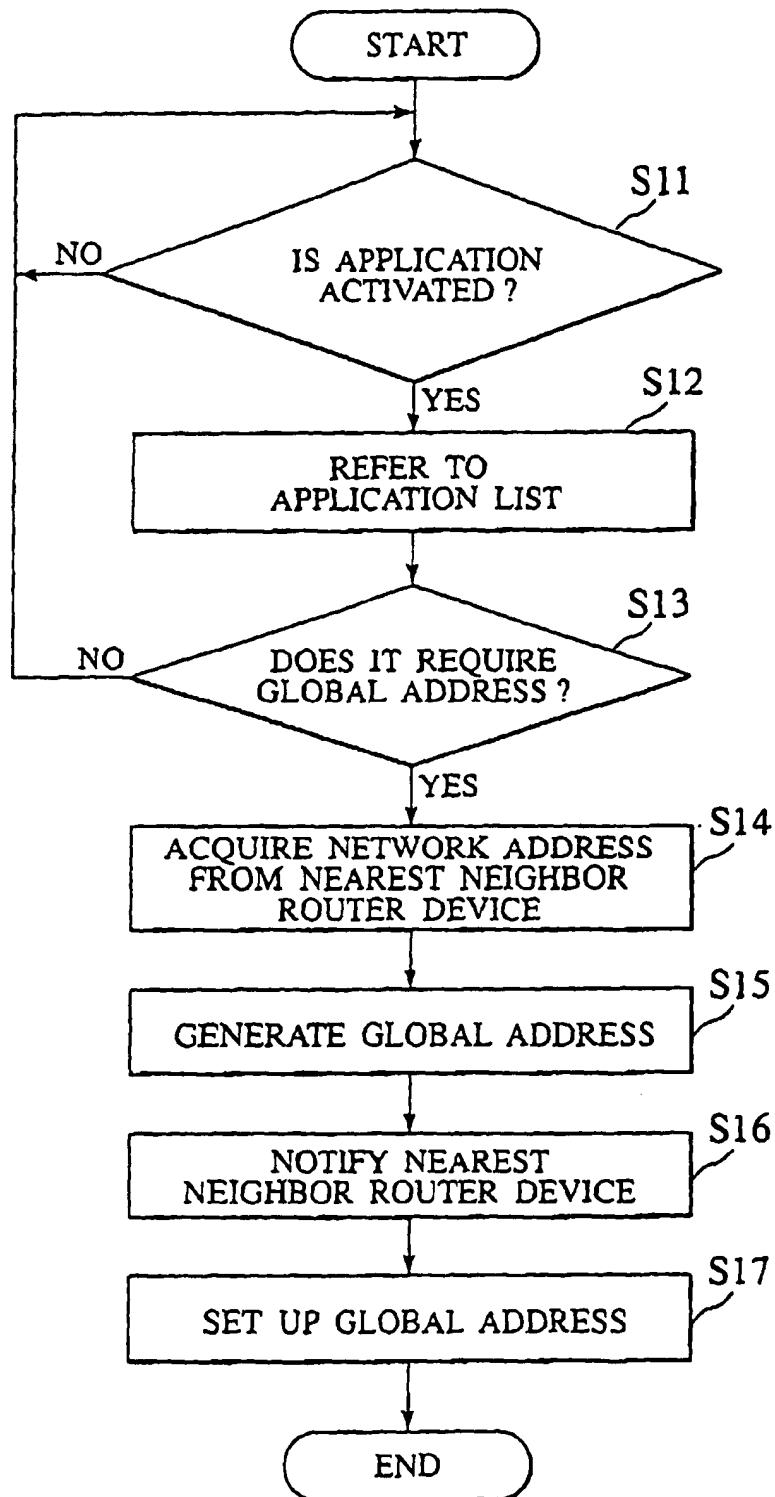 START
S11
NO
IS APPLICATION
ACTIVATED ?
YES
S12
REFER TO
APPLICATION LIST
S13
NO
DOES IT REQUIRE
GLOBAL ADDRESS ?
YES
S14
ACQUIRE NETWORK ADDRESS
FROM NEAREST NEIGHBOR
ROUTER DEVICE
S15
GENERATE GLOBAL ADDRESS
S16
NOTIFY NEAREST
NEIGHBOR ROUTER DEVICE
S17
SET UP GLOBAL ADDRESS
END